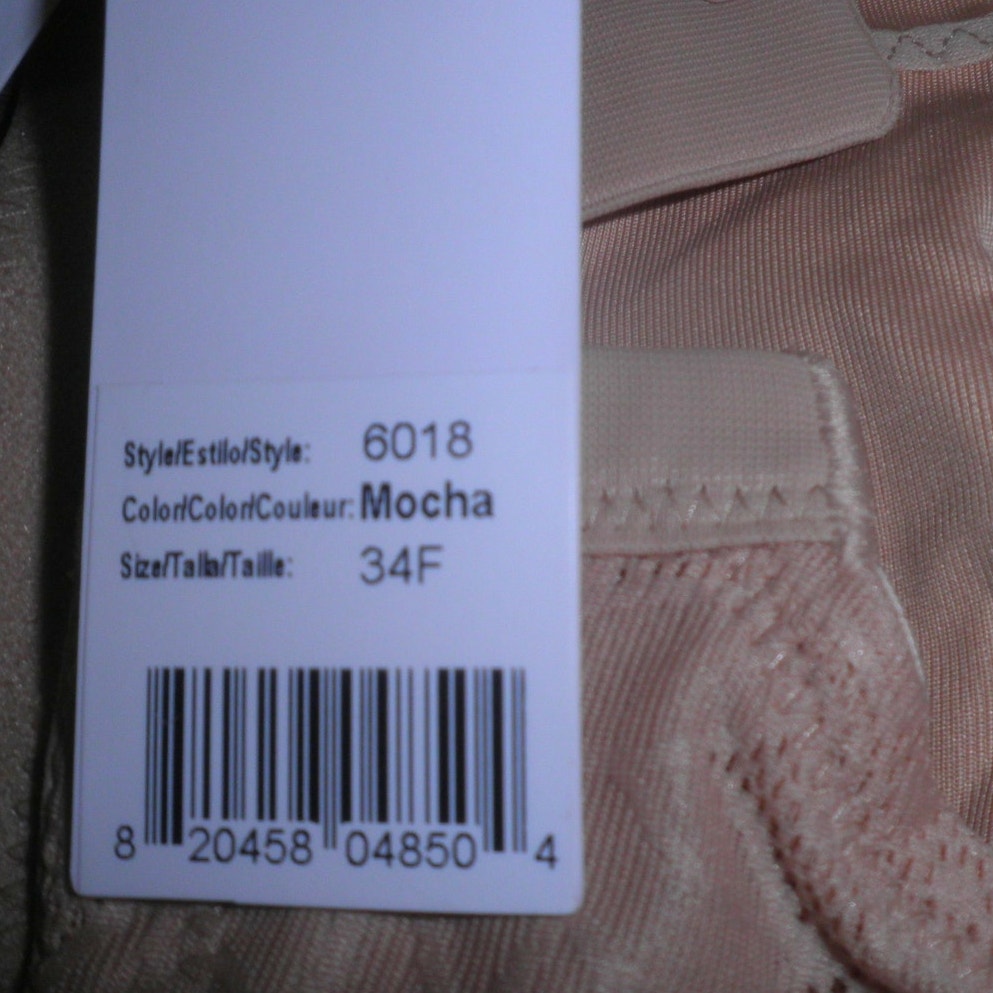 Style/Estilo/Style: 6018
Color/Color/Couleur: Mocha
Size/Talla/Taille: 34F
8 20458 04850 4